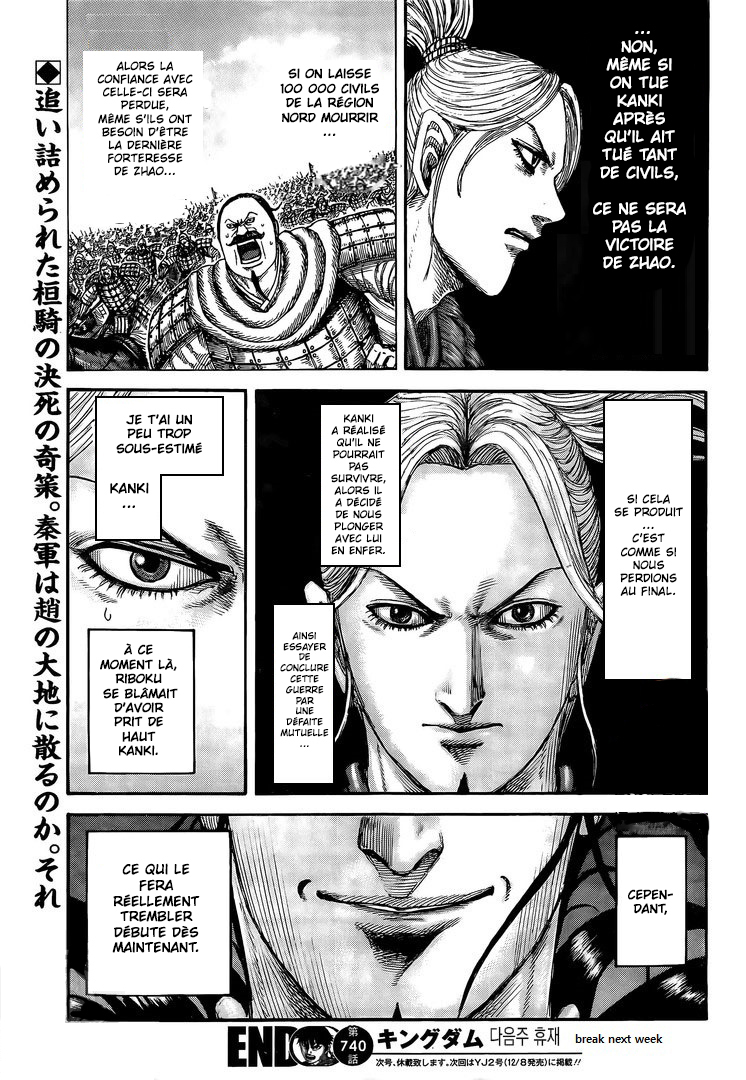 ...
NON,
MÊME SI
ON TUE
KANKI
APRÈS
QU'IL AIT
TUÉ TANT
DE CIVILS,
CE NE SERA
PAS LA
VICTOIRE
DE ZHAO.
SI ON LAISSE
100 000 CIVILS
DE LA RÉGION
NORD MOURRIR
...
ALORS LA
CONFIANCE AVEC
CELLE-CI SERA
PERDUE,
MÊME S'ILS ONT
BESOIN D'ÊTRE
LA DERNIÈRE
FORTERESSE
DE ZHAO...
SI CELA
SE PRODUIT
...
C'EST
COMME SI
NOUS
PERDIONS
AU FINAL.
KANKI
A RÉALISÉ
QU'IL NE
POURRAIT
PAS
SURVIVRE,
ALORS IL
A DÉCIDÉ
DE NOUS
PLONGER
AVEC LUI
EN ENFER.
AINSI
ESSAYER
DE
CONCLURE
CETTE
GUERRE
PAR
UNE
DÉFAITE
MUTUELLE
...
JE T'AI UN
PEU TROP
SOUS-ESTIMÉ
KANKI
...
À CE
MOMENT LÀ,
RIBOKU
SE BLÂMAIT
D'AVOIR
PRIT DE
HAUT
KANKI.
CEPEN-
DANT,
CE QUI LE
FERA
RÉELLEMENT
TREMBLER
DÉBUTE DÈS
MAINTENANT.
◆追い詰められた桓騎の決死の奇策。秦軍は趙の大地に散るのか。それ
END 第740話 キングダム 다음주 휴재 break next week
次号、休載致します。次回はYJ2号(12/8発売)に掲載!!